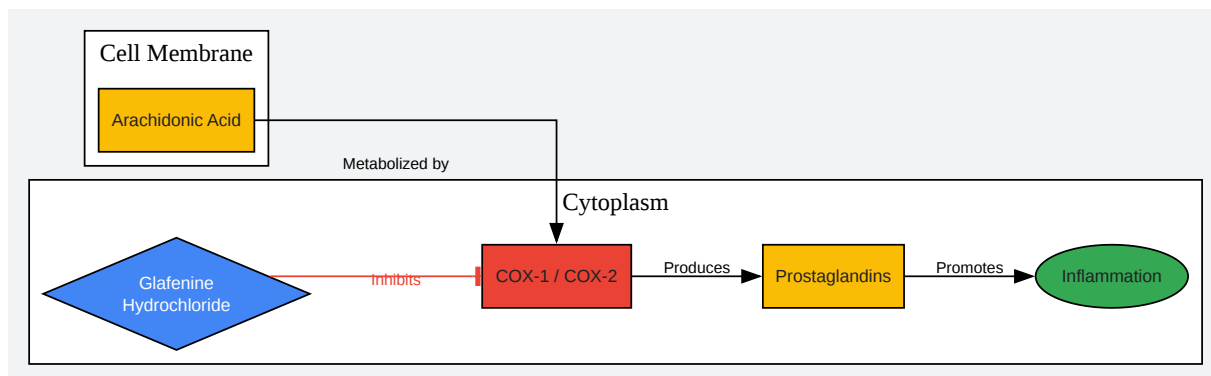 Cell Membrane
Arachidonic Acid
Metabolized by
Cytoplasm
Glafenine
Hydrochloride
Inhibits
COX-1 / COX-2
Produces
Prostaglandins
Promotes
Inflammation